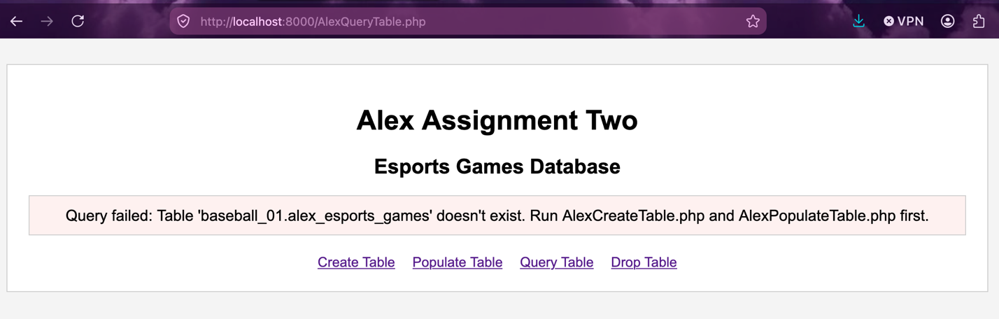 http://localhost:8000/AlexQueryTable.php
VPN
Alex Assignment Two
Esports Games Database
Query failed: Table 'baseball_01.alex_esports_games' doesn't exist. Run AlexCreateTable.php and AlexPopulateTable.php first.
Create Table Populate Table Query Table Drop Table